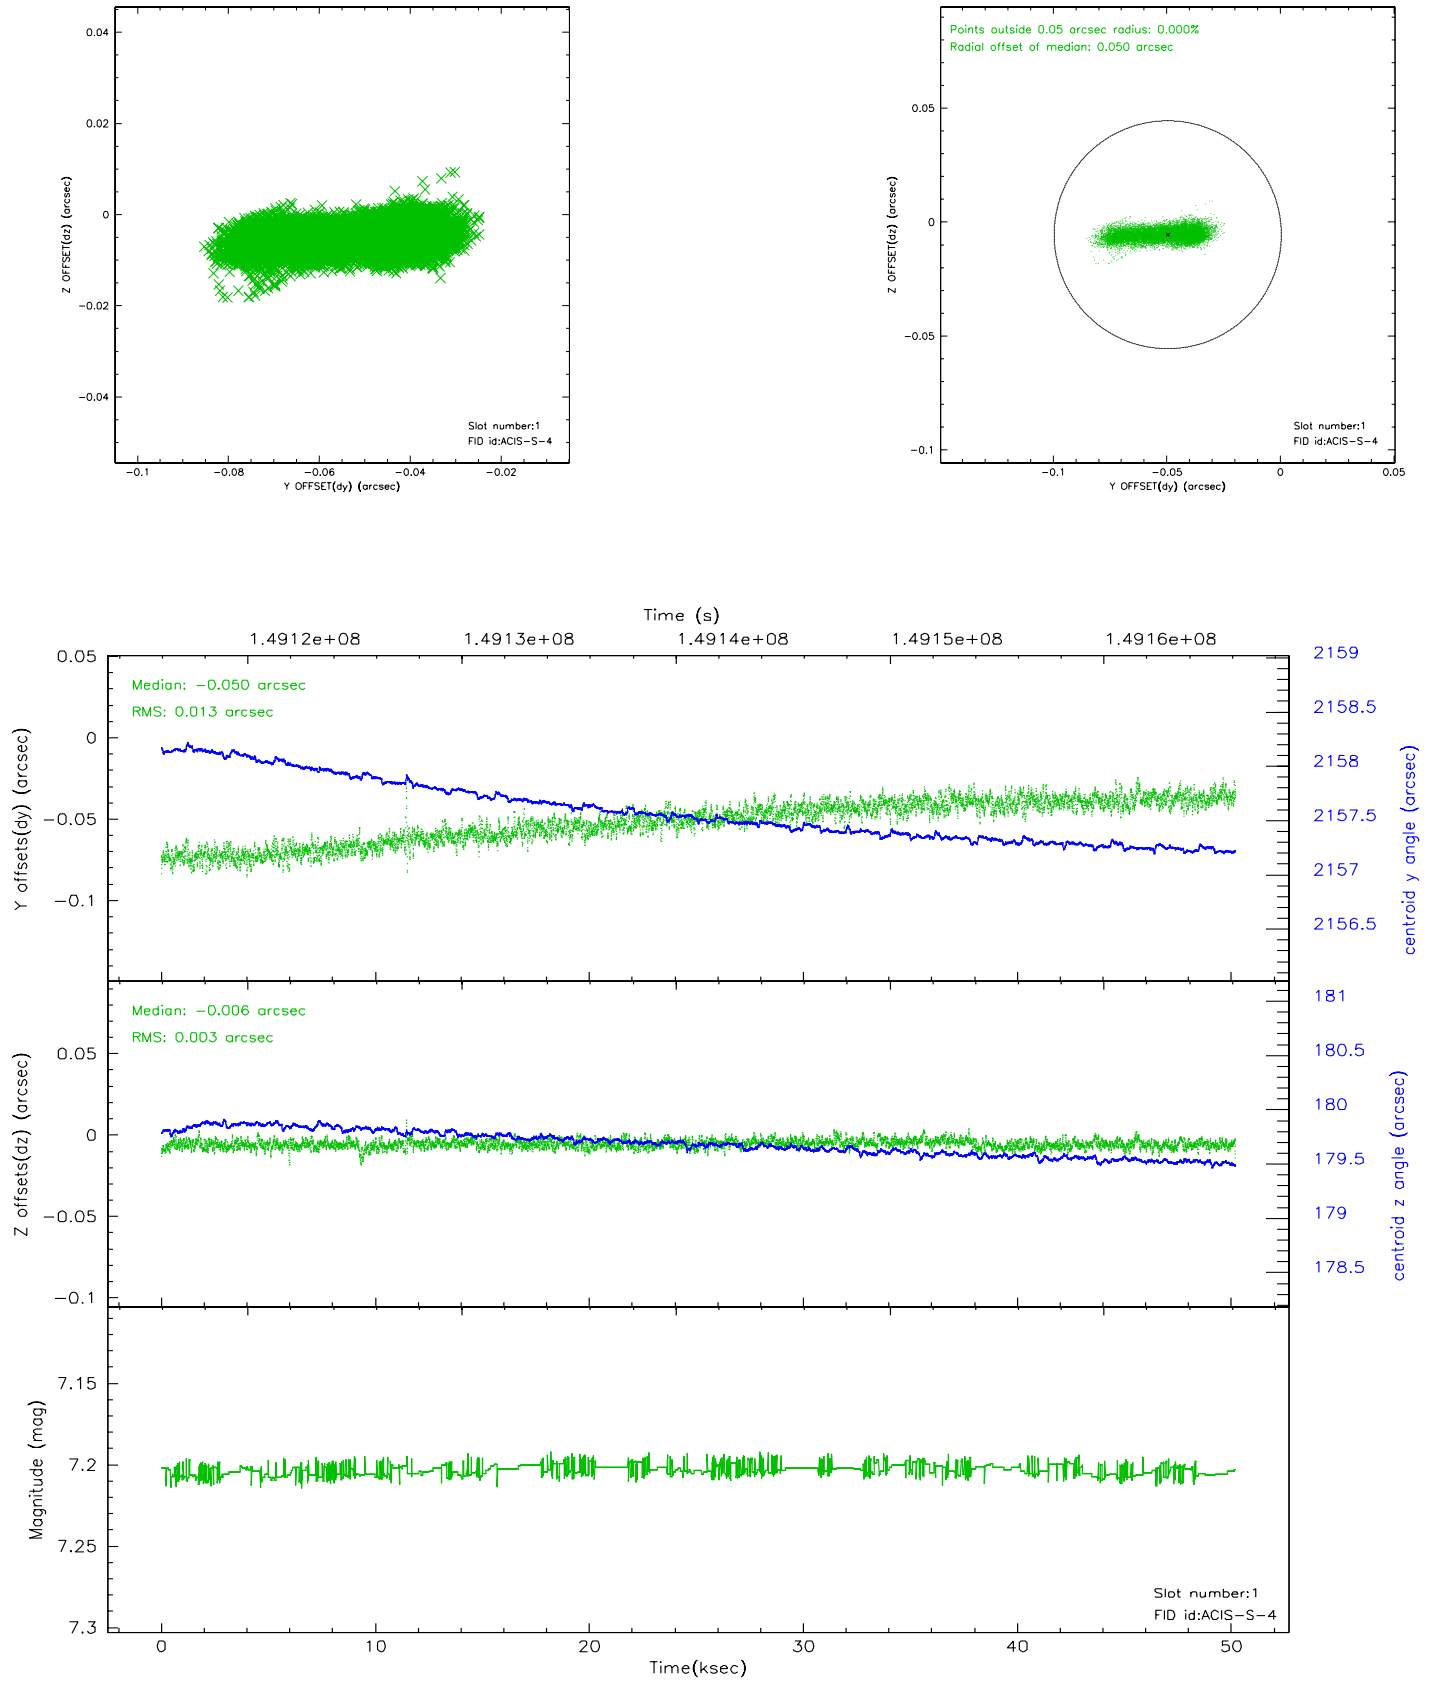 0.04
0.02
0
−0.02
−0.04
Z OFFSET(dz) (arcsec)
Slot number:1
FID id:ACIS−S−4
−0.1
−0.08
−0.06
−0.04
−0.02
Y OFFSET(dy) (arcsec)
Points outside 0.05 arcsec radius: 0.000%
Radial offset of median: 0.050 arcsec
0.05
0
−0.05
−0.1
Z OFFSET(dz) (arcsec)
Slot number:1
FID id:ACIS−S−4
−0.1
−0.05
0
0.05
Y OFFSET(dy) (arcsec)
Time (s)
1.4912e+08
1.4913e+08
1.4914e+08
1.4915e+08
1.4916e+08
0.05
0
−0.05
−0.1
Y offsets(dy) (arcsec)
Median: −0.050 arcsec
RMS: 0.013 arcsec
2159
2158.5
2158
2157.5
2157
2156.5
centroid y angle (arcsec)
0.05
0
−0.05
−0.1
Z offsets(dz) (arcsec)
Median: −0.006 arcsec
RMS: 0.003 arcsec
181
180.5
180
179.5
179
178.5
centroid z angle (arcsec)
7.15
7.2
7.25
7.3
Magnitude (mag)
Slot number:1
FID id:ACIS−S−4
0
10
20
30
40
50
Time(ksec)